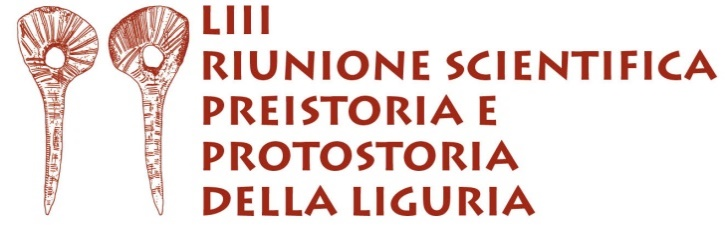 LIII
RIUNIONE SCIENTIFICA
PREISTORIA E
PROTOSTORIA
DELLA LIGURIA